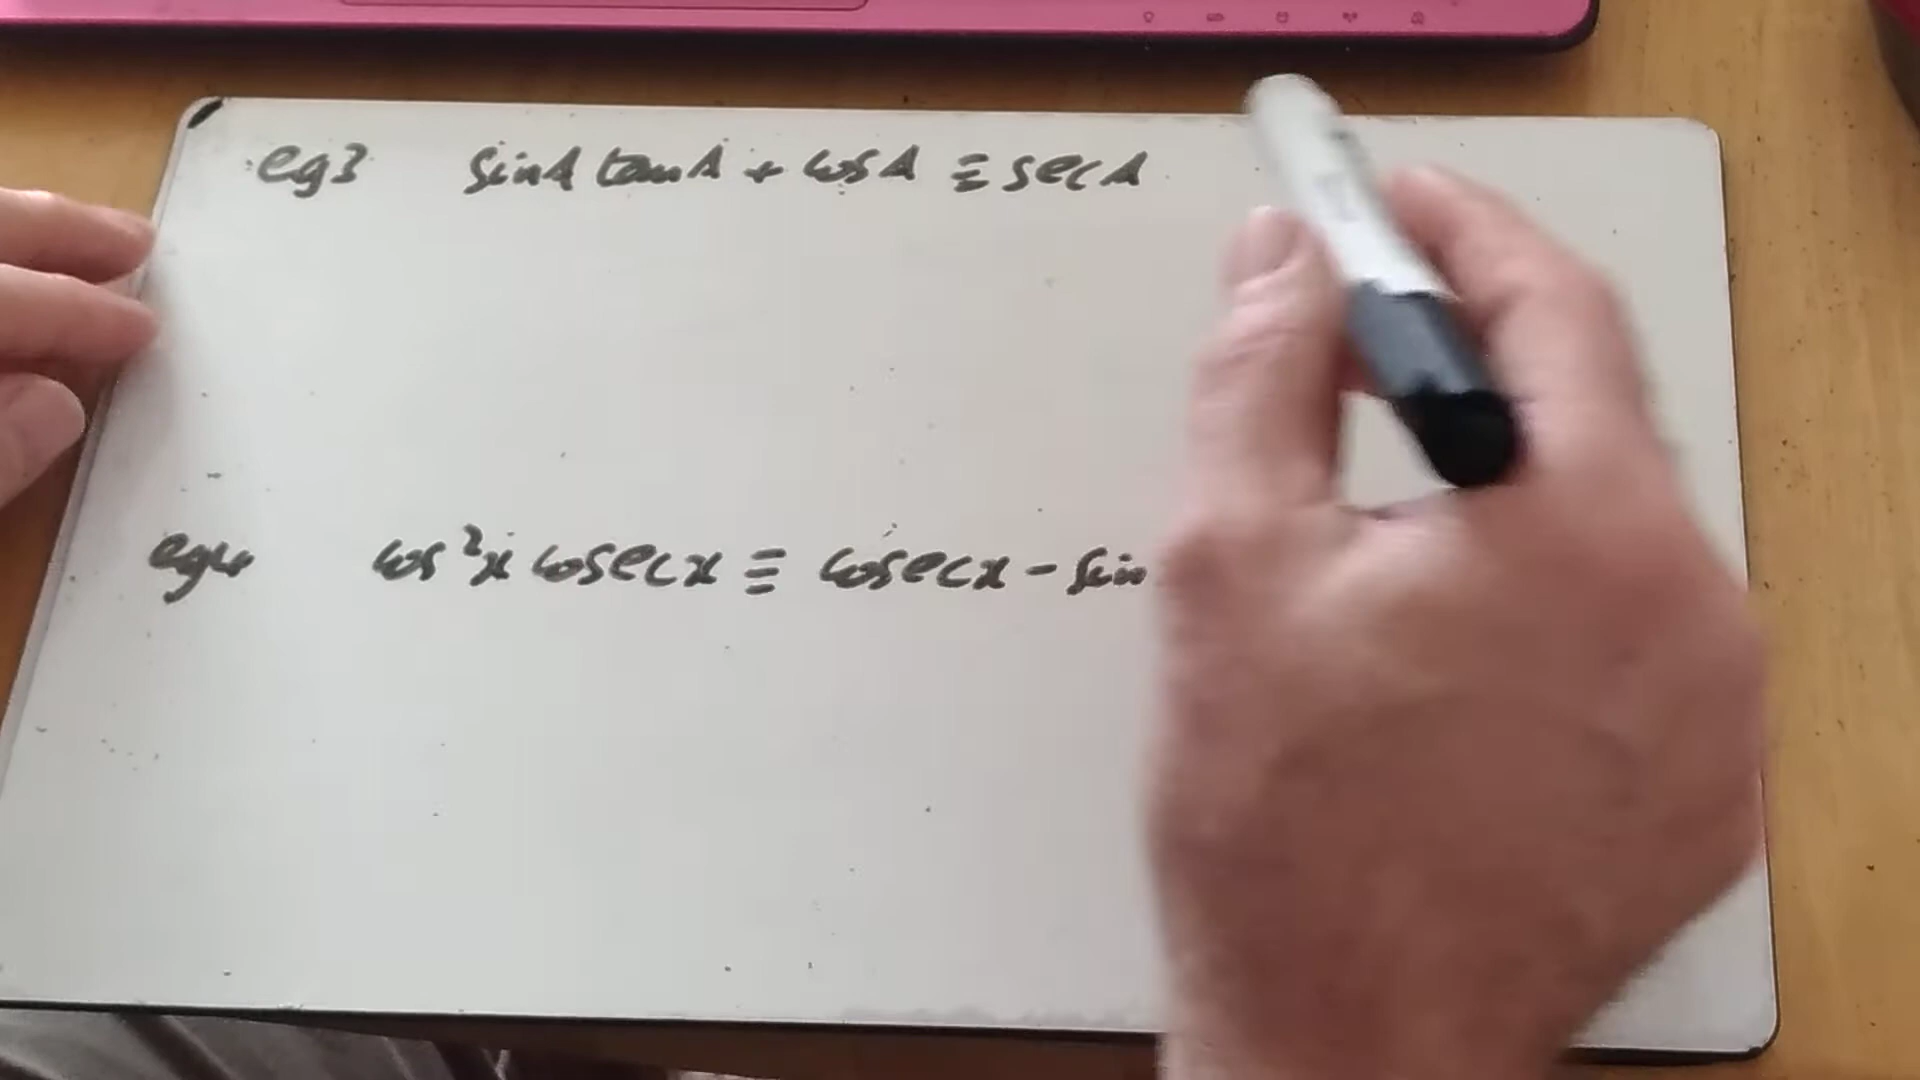 eg3 sinA tanA + cosA ≡ secA
eg4 cos²x cosecx ≡ cosecx - sin